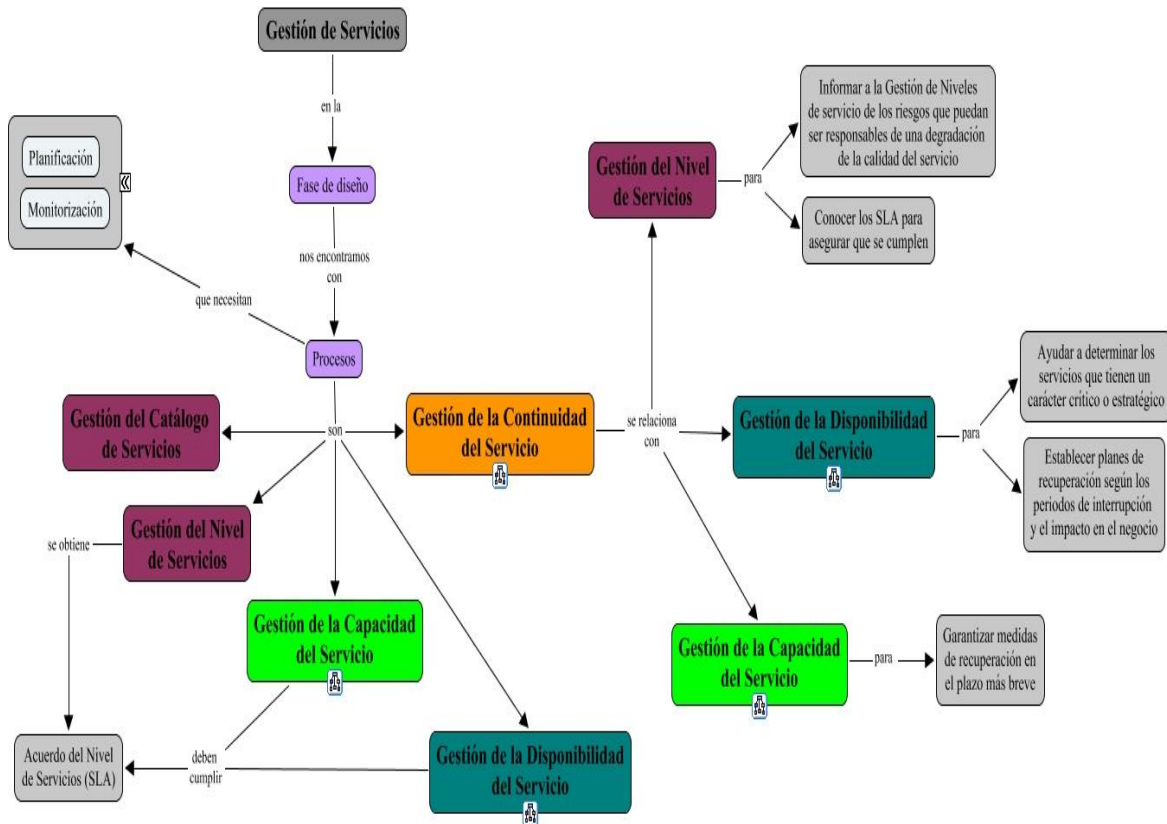 Gestión de Servicios
en la
Fase de diseño
nos encontramos
con
Procesos
que necesitan
Planificación
Monitorización
son
Gestión del Catálogo
de Servicios
Gestión del Nivel
de Servicios
se obtiene
Acuerdo del Nivel
de Servicios (SLA)
Gestión de la Capacidad
del Servicio
deben
cumplir
Gestión de la Disponibilidad
del Servicio
Gestión de la Continuidad
del Servicio
se relaciona
con
Gestión del Nivel
de Servicios
para
Informar a la Gestión de Niveles
de servicio de los riesgos que puedan
ser responsables de una degradación
de la calidad del servicio
Conocer los SLA para
asegurar que se cumplen
Gestión de la Disponibilidad
del Servicio
para
Ayudar a determinar los
servicios que tienen un
carácter crítico o estratégico
Establecer planes de
recuperación según los
periodos de interrupción
y el impacto en el negocio
Gestión de la Capacidad
del Servicio
para
Garantizar medidas
de recuperación en
el plazo más breve